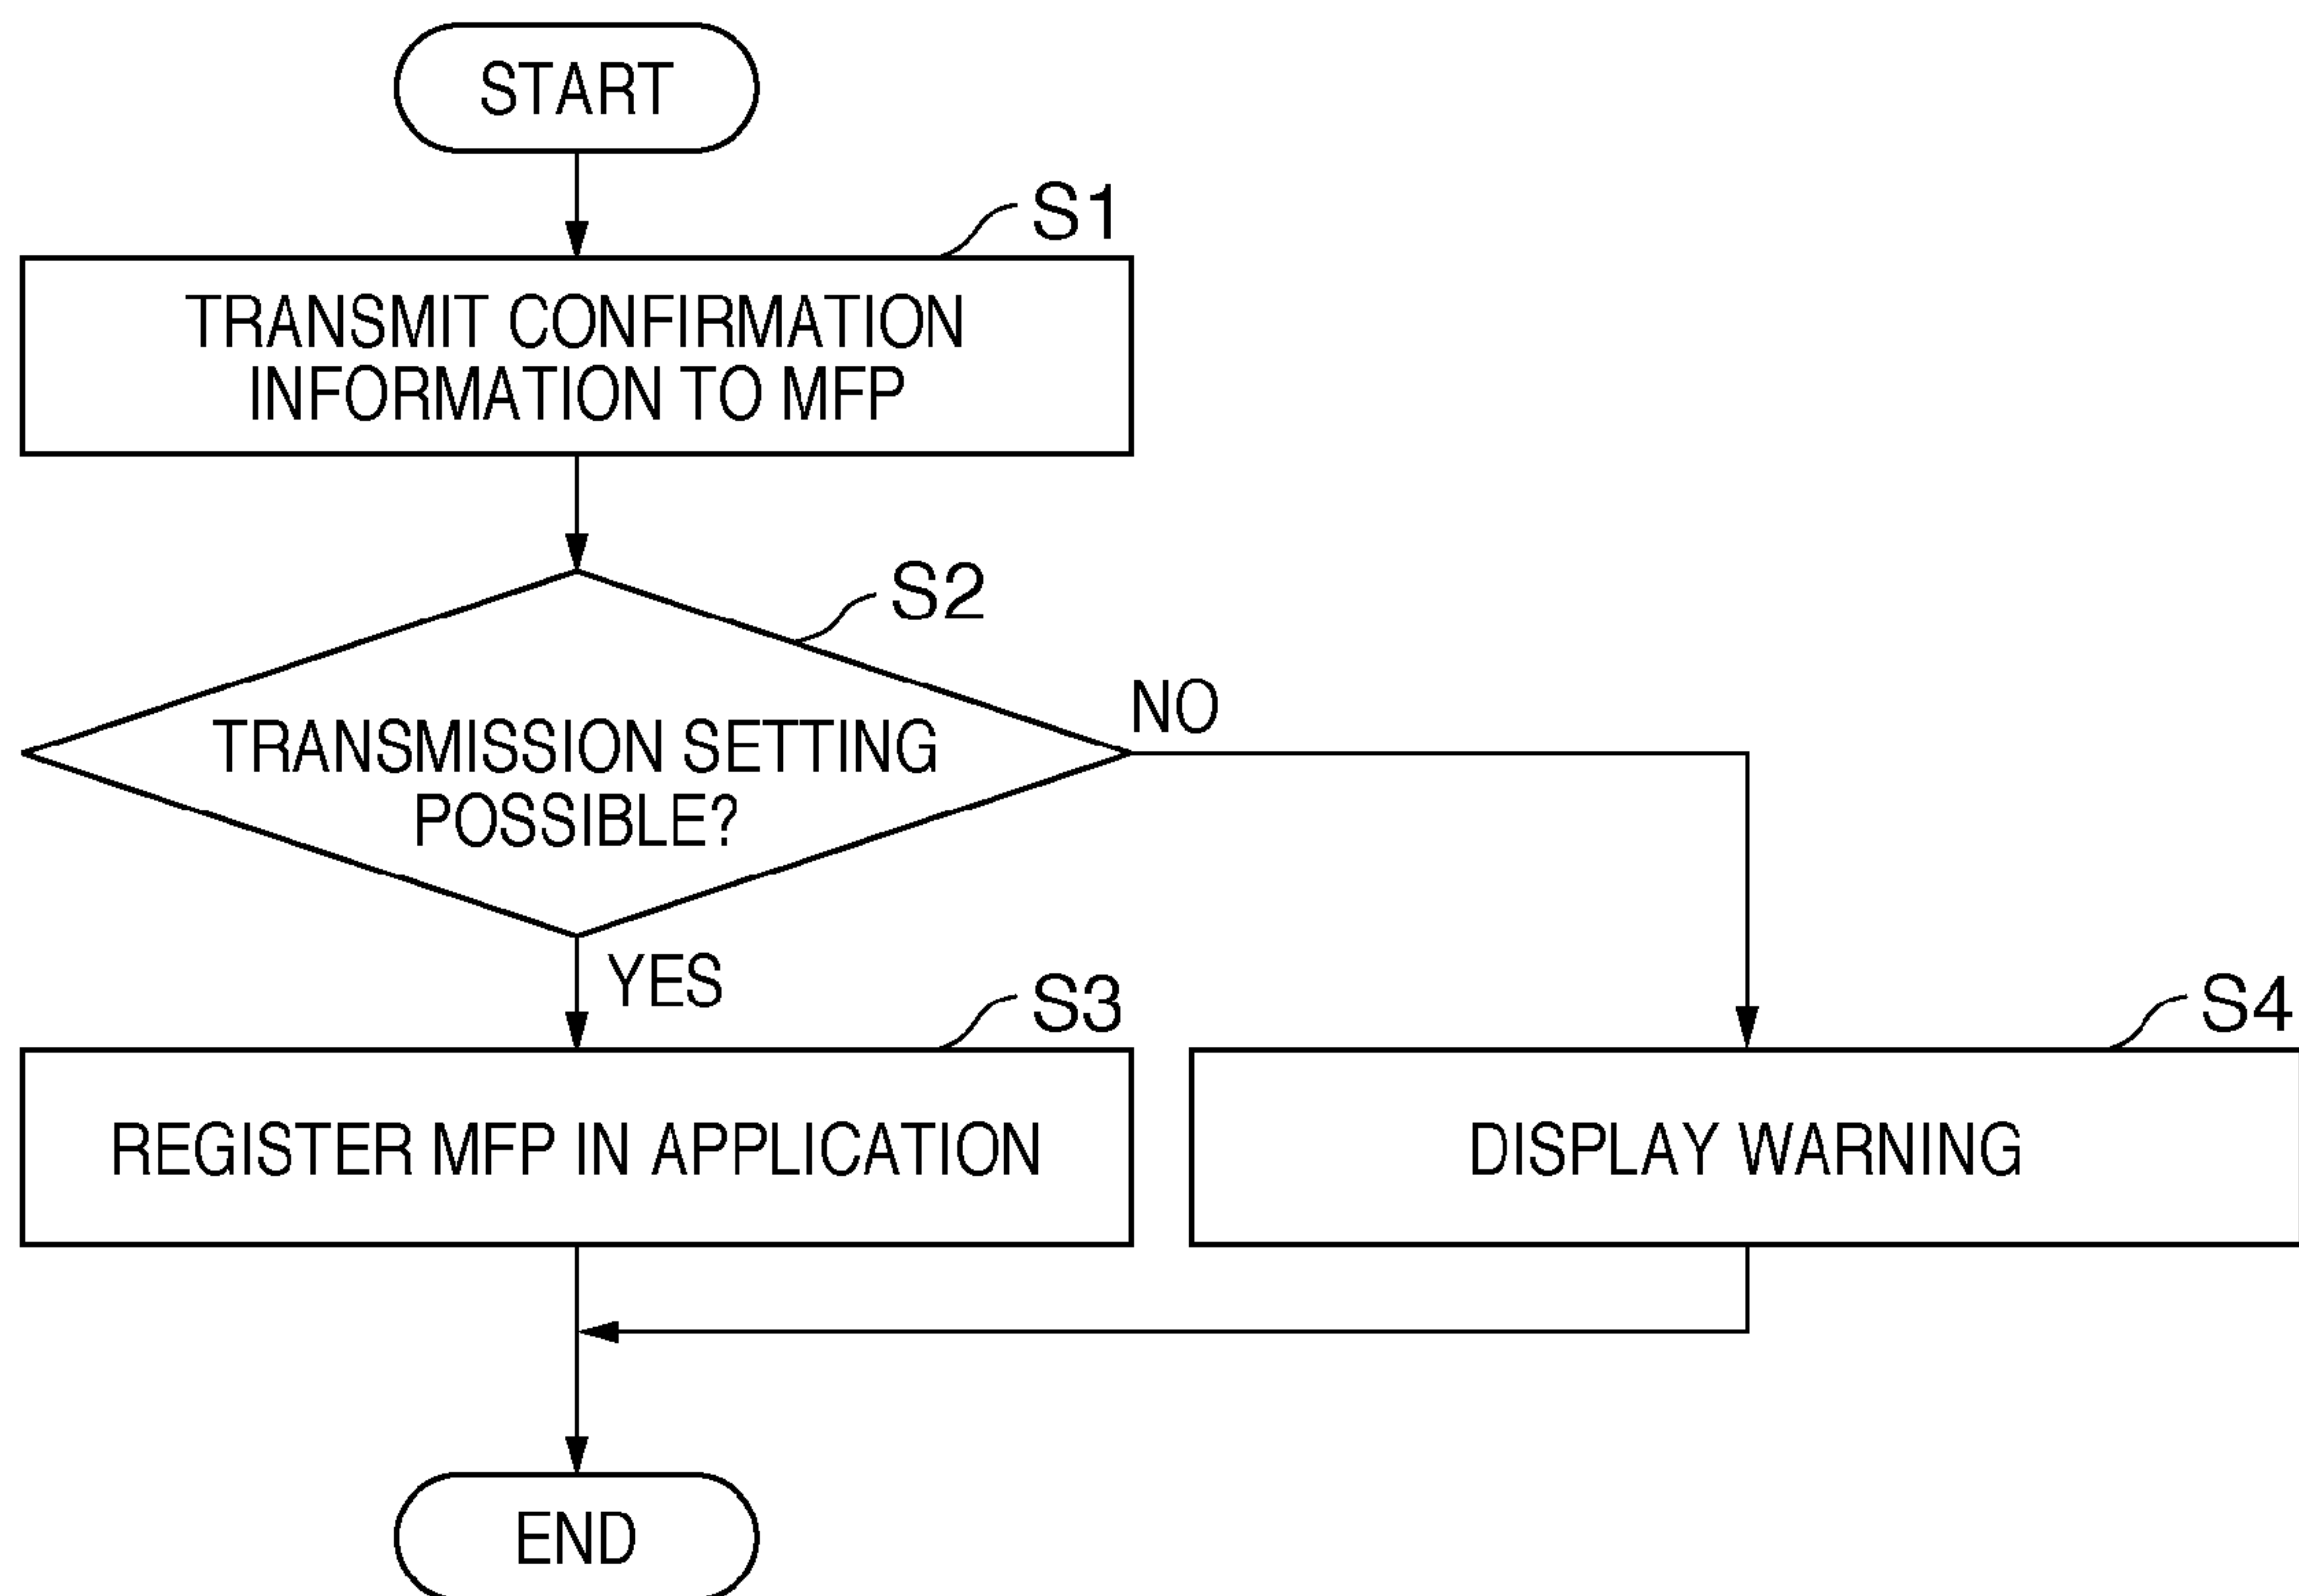 START
S1
TRANSMIT CONFIRMATION
INFORMATION TO MFP
S2
NO
TRANSMISSION SETTING
POSSIBLE?
YES
S3
S4
REGISTER MFP IN APPLICATION
DISPLAY WARNING
END